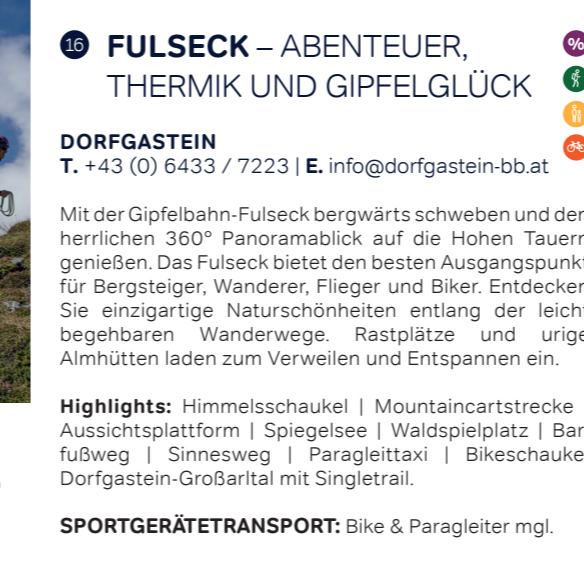 16 FULSECK – ABENTEUER,
THERMIK UND GIPFELGLÜCK
%
DORFGASTEIN
T. +43 (0) 6433 / 7223 | E. info@dorfgastein-bb.at
Mit der Gipfelbahn-Fulseck bergwärts schweben und den
herrlichen 360° Panoramablick auf die Hohen Tauern
genießen. Das Fulseck bietet den besten Ausgangspunkt
für Bergsteiger, Wanderer, Flieger und Biker. Entdecken
Sie einzigartige Naturschönheiten entlang der leicht
begehbaren Wanderwege. Rastplätze und urige
Almhütten laden zum Verweilen und Entspannen ein.
Highlights: Himmelsschaukel | Mountaincartstrecke
Aussichtsplattform | Spiegelsee | Waldspielplatz | Bar
fußweg | Sinnesweg | Paragleittaxi | Bikeschauke
Dorfgastein-Großarltal mit Singletrail.
SPORTGERÄTETRANSPORT: Bike & Paragleiter mgl.